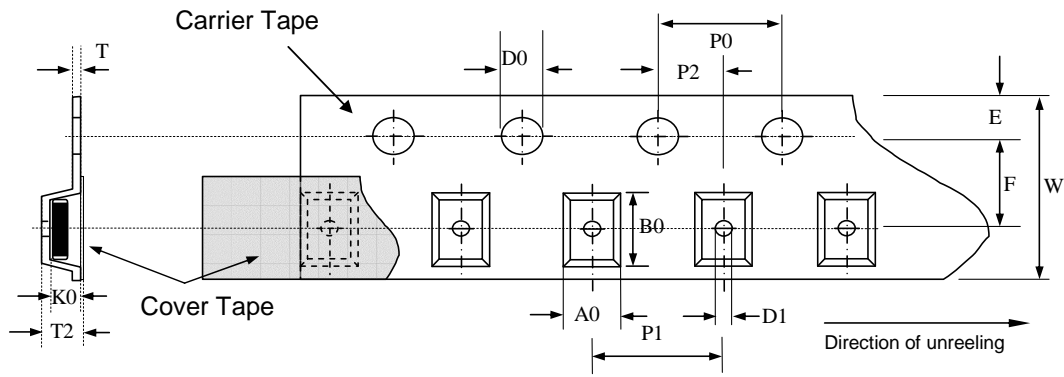 Carrier Tape
T
D0
P0
P2
E
F
W
B0
K0
Cover Tape
T2
A0
P1
D1
Direction of unreeling